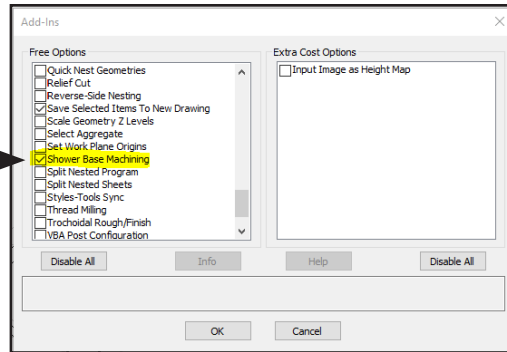 Add-Ins
Free Options
Quick Nest Geometries
Relief Cut
Reverse-Side Nesting
Save Selected Items To New Drawing
Scale Geometry Z Levels
Select Aggregate
Set Work Plane Origins
Shower Base Machining
Split Nested Program
Split Nested Sheets
Styles-Tools Sync
Thread Milling
Trochoidal Rough/Finish
VBA Post Configuration
Extra Cost Options
Input Image as Height Map
Disable All
Info
Help
Disable All
OK
Cancel